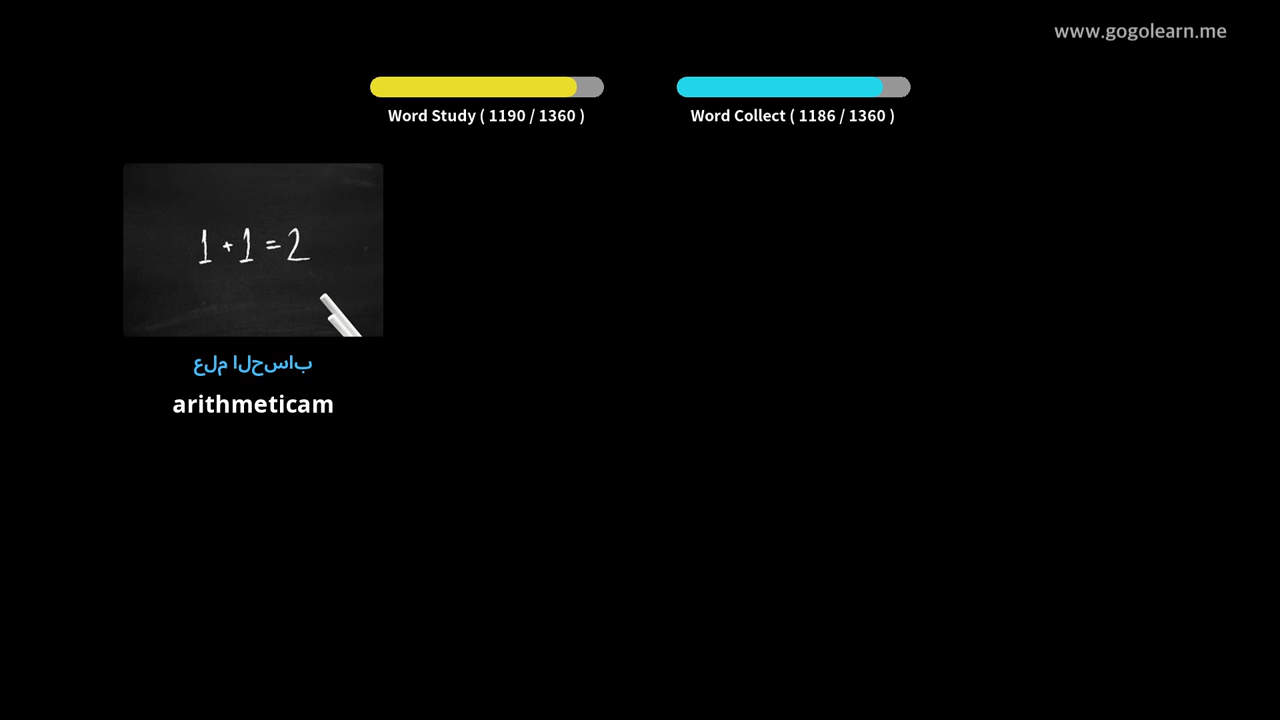 www.gogolearn.me
Word Study ( 1190 / 1360 )
Word Collect ( 1186 / 1360 )
1 + 1 = 2
علم الحساب
arithmeticam